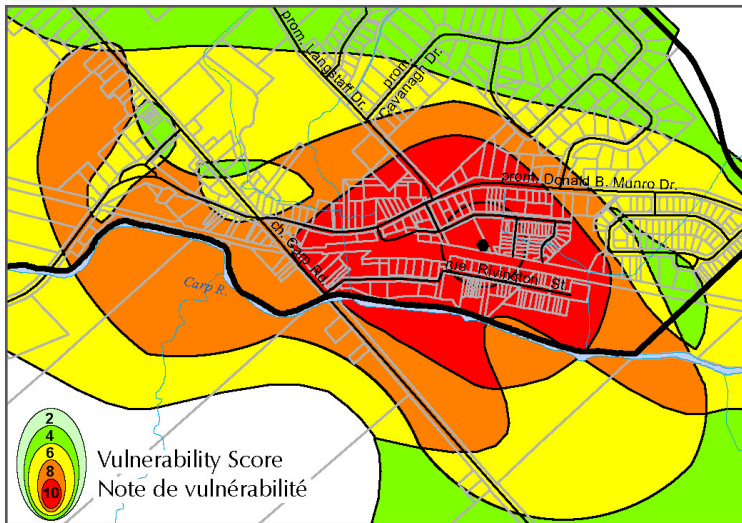 prom. Langstaff Dr.
prom.
Cavanagh Dr.
prom. Donald B. Munro Dr.
ch. Carp Rd.
rue Rivington St.
Carp R.
2
4
6
8
10
Vulnerability Score
Note de vulnérabilité